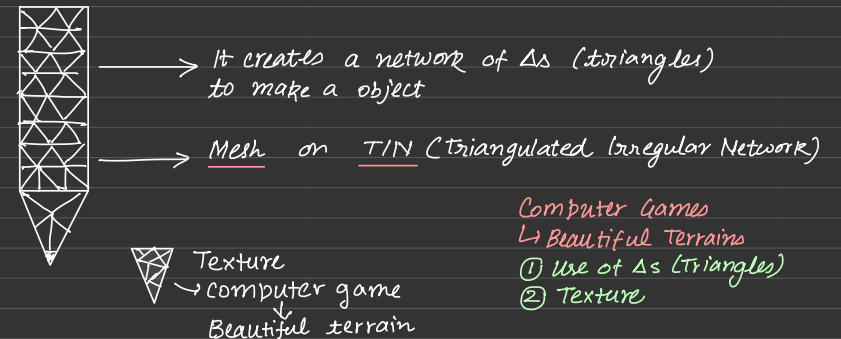 It creates a network of Δs (triangles)
to make a object
Mesh or TIN (Triangulated Irregular Network)
Computer Games
↳ Beautiful Terrains
① Use of Δs (Triangles)
② Texture
Texture
→ computer game
↓
Beautiful terrain